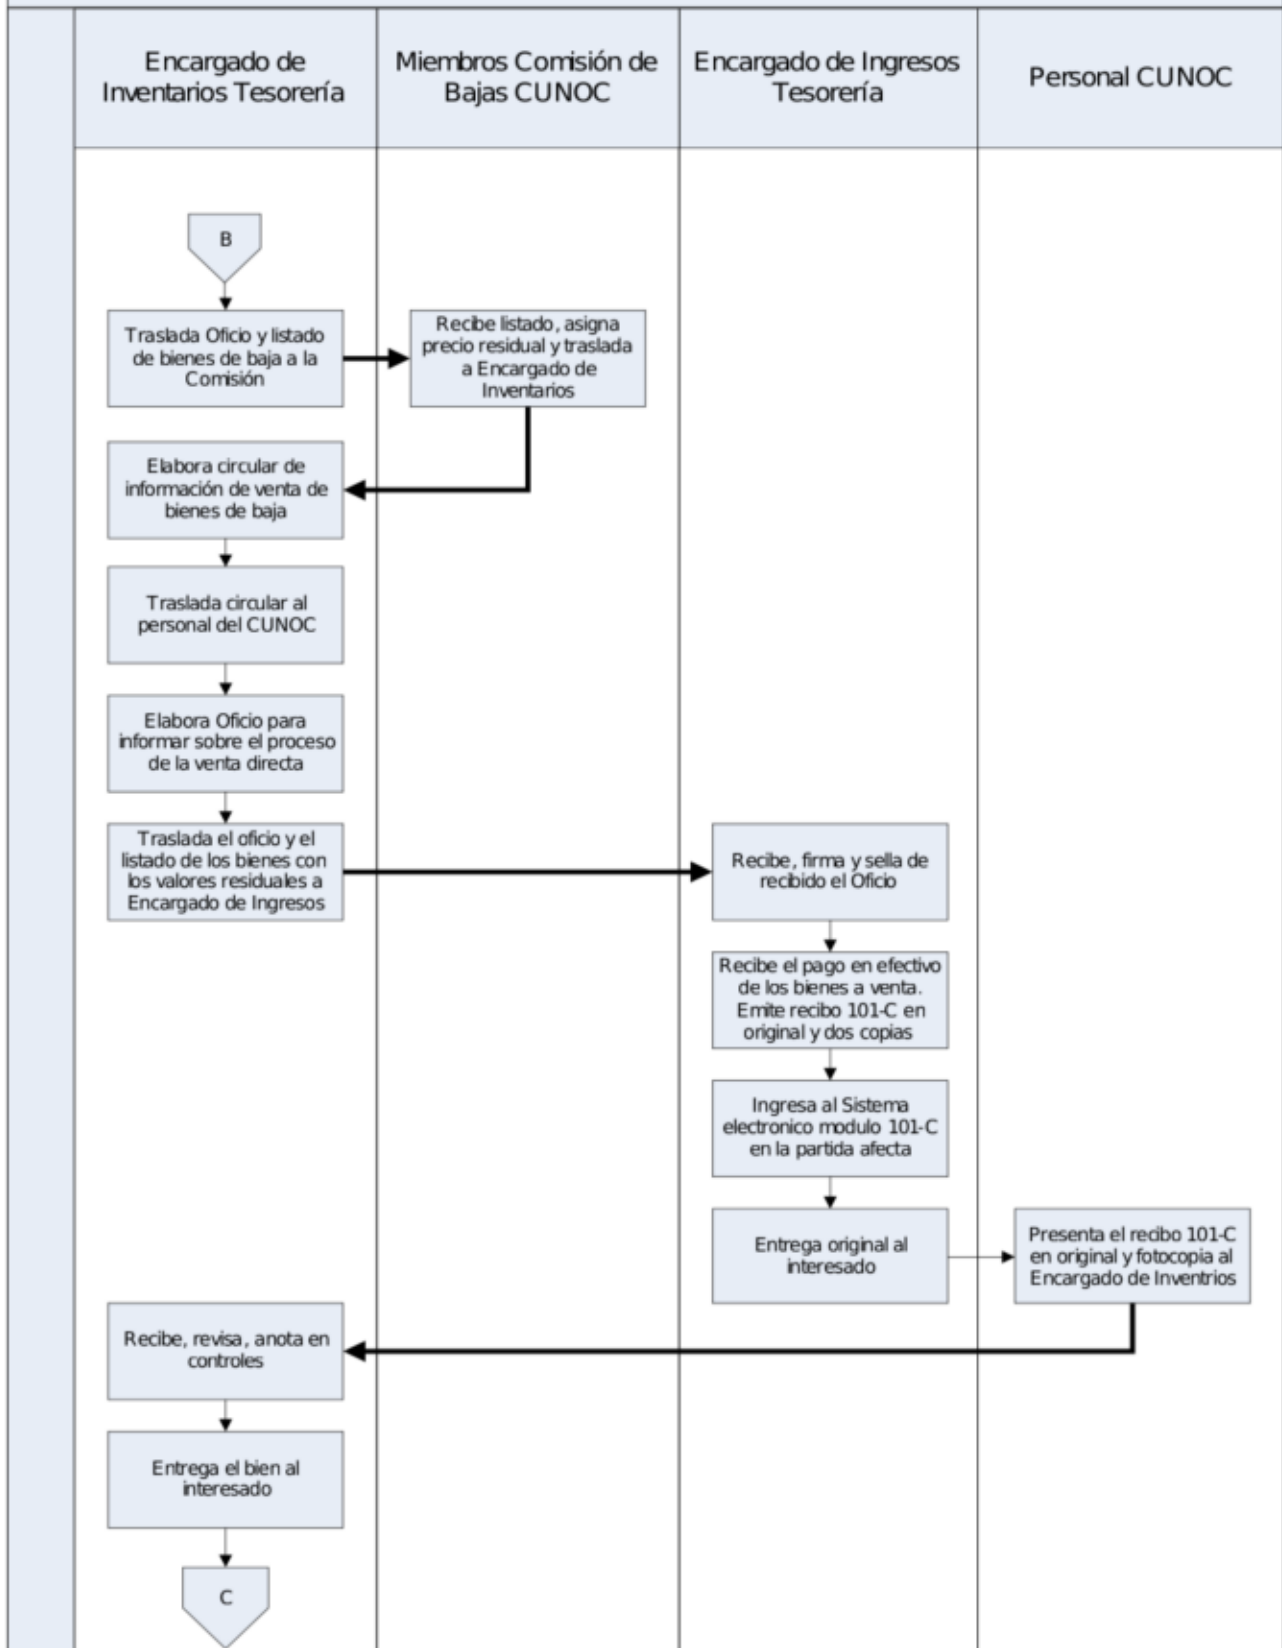 Encargado de
Inventarios Tesorería
Miembros Comisión de
Bajas CUNOC
Encargado de Ingresos
Tesorería
Personal CUNOC
B
Traslada Oficio y listado
de bienes de baja a la
Comisión
Recibe listado, asigna
precio residual y traslada
a Encargado de
Inventarios
Elabora circular de
información de venta de
bienes de baja
Traslada circular al
personal del CUNOC
Elabora Oficio para
informar sobre el proceso
de la venta directa
Traslada el oficio y el
listado de los bienes con
los valores residuales a
Encargado de Ingresos
Recibe, firma y sella de
recibido el Oficio
Recibe el pago en efectivo
de los bienes a venta.
Emite recibo 101-C en
original y dos copias
Ingresa al Sistema
electronico modulo 101-C
en la partida afecta
Entrega original al
interesado
Presenta el recibo 101-C
en original y fotocopia al
Encargado de Inventrios
Recibe, revisa, anota en
controles
Entrega el bien al
interesado
C